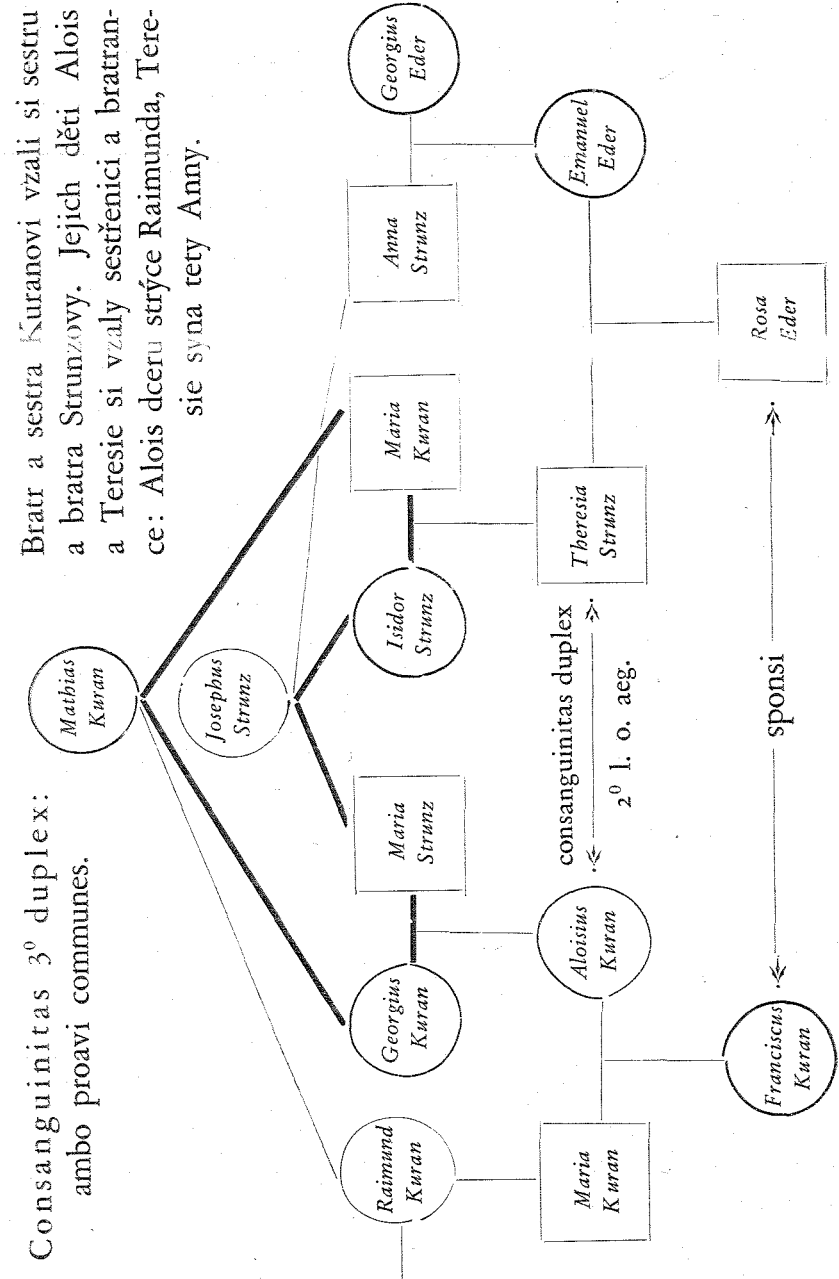 Consanguinitas 3⁰ duplex:
ambo proavi communes.
Bratr a sestra Kuranovi vzali si sestru
a bratra Strunzovy. Jejich děti Alois
a Teresie si vzaly sestřenici a bratran-
ce: Alois dceru strýce Raimunda, Tere-
sie syna tety Anny.
Mathias
Kuran
Josephus
Strunz
Raimund
Kuran
Georgius
Kuran
Maria
Strunz
Isidor
Strunz
Maria
Kuran
Anna
Strunz
Georgius
Eder
Maria
Kuran
Aloisius
Kuran
consanguinitas duplex
2⁰ l. o. aeg.
Theresia
Strunz
Emanuel
Eder
Franciscus
Kuran
sponsi
Rosa
Eder